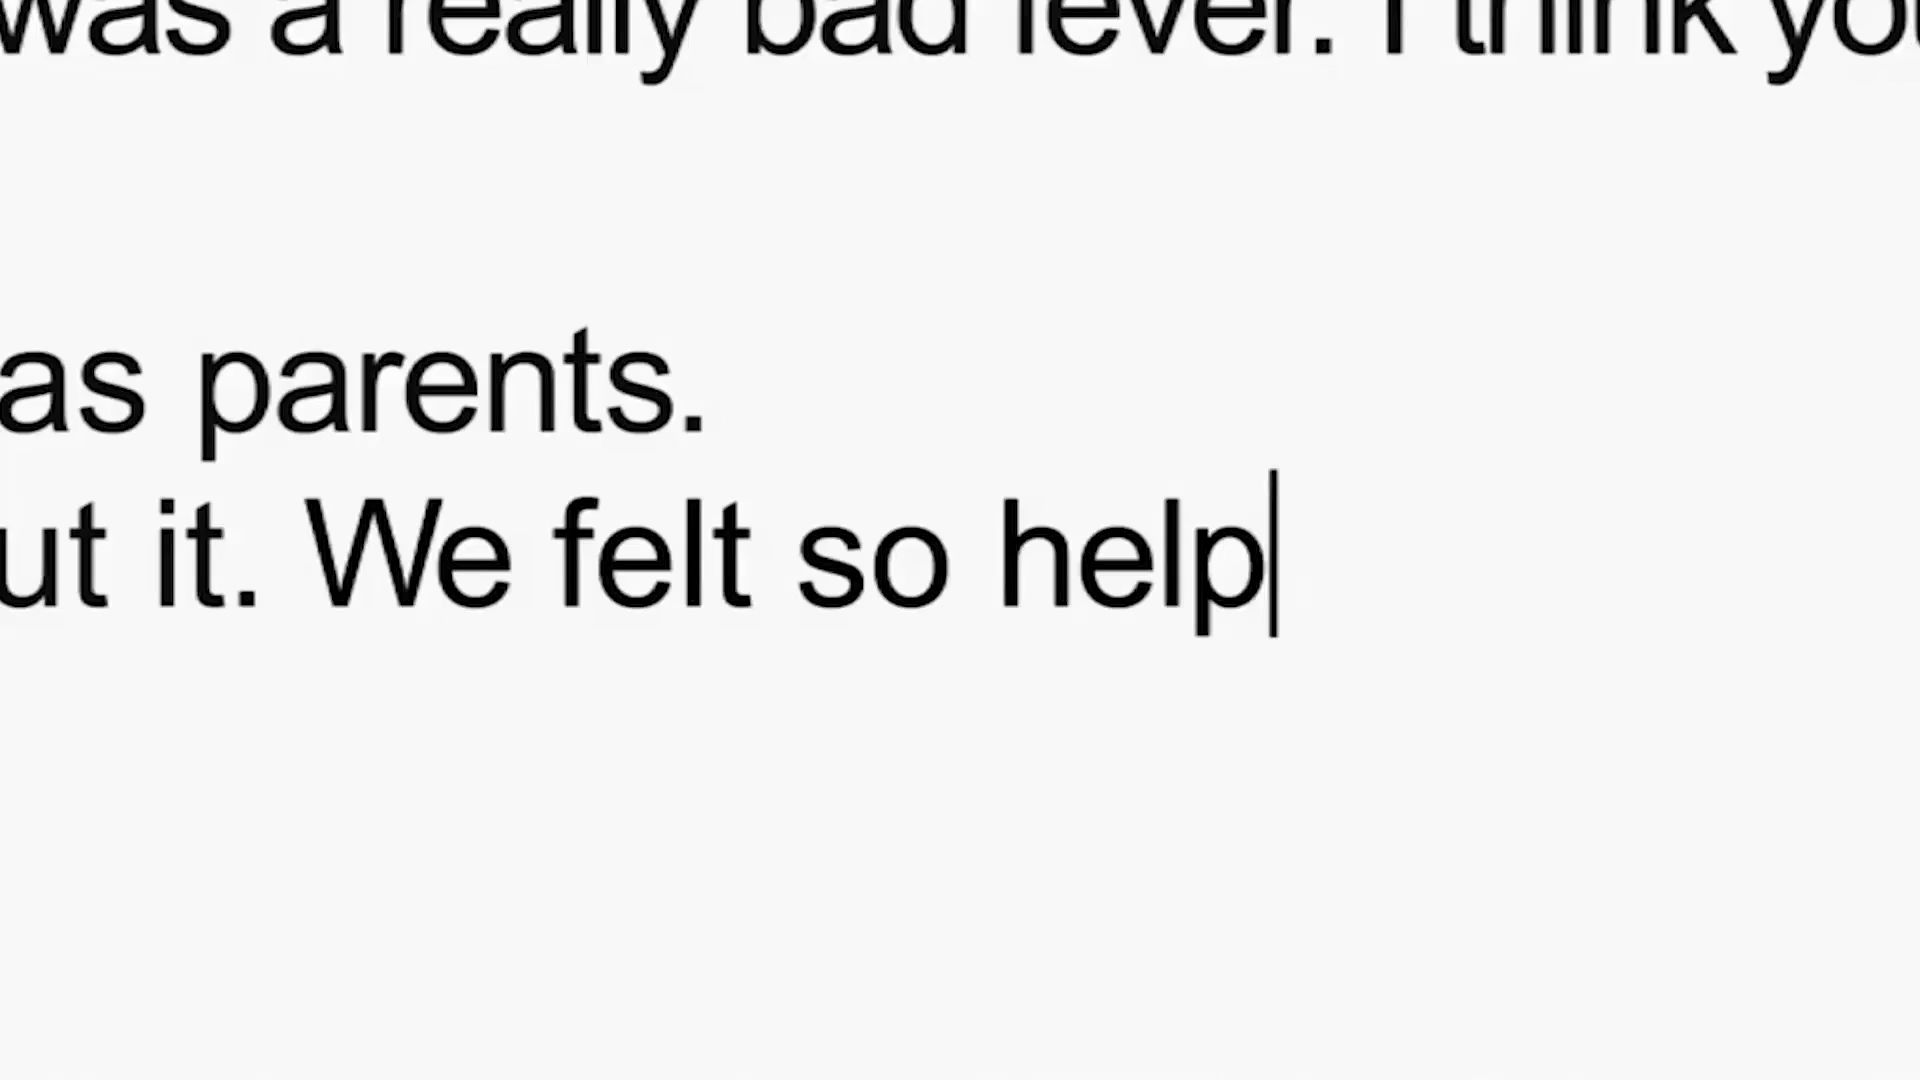 was a really bad fever. I think you
as parents.
ut it. We felt so help